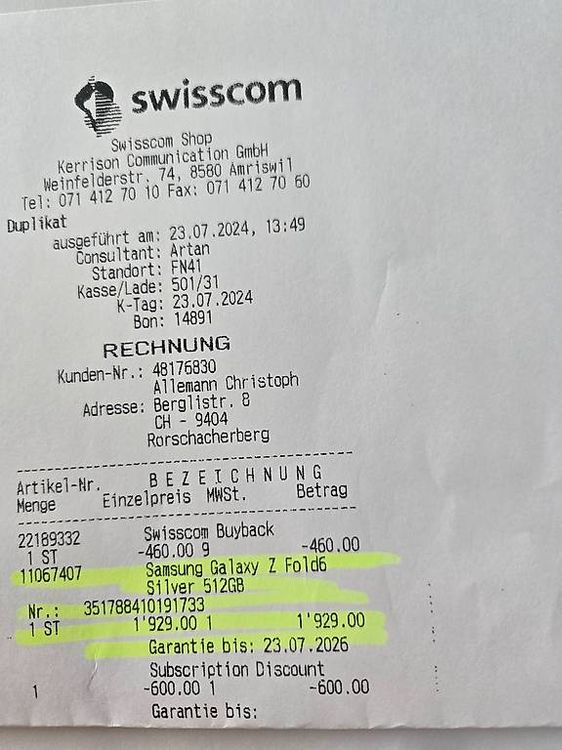 swisscom
Swisscom Shop
Kerrison Communication GmbH
Weinfelderstr. 74, 8580 Amriswil
Tel: 071 412 70 10 Fax: 071 412 70 60
Duplikat
ausgeführt am: 23.07.2024, 13:49
Consultant: Artan
Standort: FN41
Kasse/Lade: 501/31
K-Tag: 23.07.2024
Bon: 14891
RECHNUNG
Kunden-Nr.: 48176830
Allemann Christoph
Adresse: Berglistr. 8
CH - 9404
Rorschacherberg
Artikel-Nr. BEZEICHNUNG
Menge Einzelpreis MWSt. Betrag
22189332 Swisscom Buyback
1 ST -460.00 9 -460.00
11067407 Samsung Galaxy Z Fold6
Silver 512GB
Nr.: 351788410191733
1 ST 1'929.00 1 1'929.00
Garantie bis: 23.07.2026
Subscription Discount
1 -600.00 1 -600.00
Garantie bis: